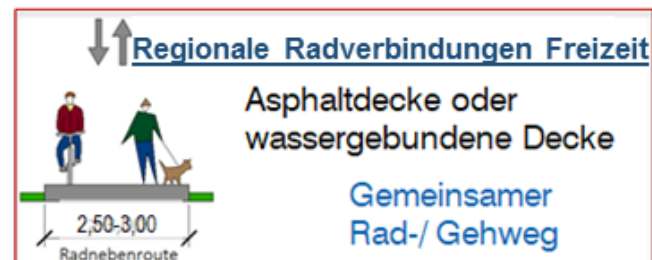 Regionale Radverbindungen Freizeit
Asphaltdecke oder
wassergebundene Decke
Gemeinsamer
Rad-/ Gehweg
2,50-3,00
Radnebenroute